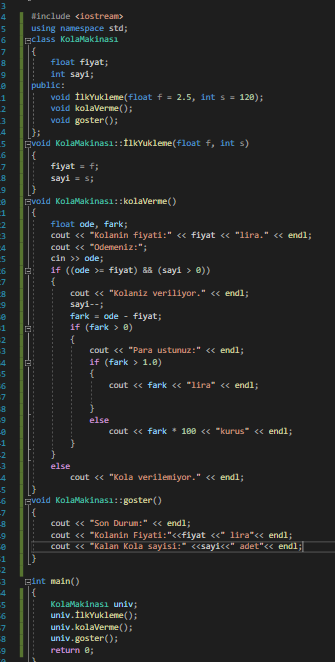 #include <iostream>
using namespace std;
class KolaMakinası
{
float fiyat;
int sayi;
public:
void İlkYukleme(float f = 2.5, int s = 120);
void kolaVerme();
void goster();
};
void KolaMakinası::İlkYukleme(float f, int s)
{
fiyat = f;
sayi = s;
}
void KolaMakinası::kolaVerme()
{
float ode, fark;
cout << "Kolanin fiyati:" << fiyat << "lira." << endl;
cout << "Odemeniz:";
cin >> ode;
if ((ode >= fiyat) && (sayi > 0))
{
cout << "Kolaniz veriliyor." << endl;
sayi--;
fark = ode - fiyat;
if (fark > 0)
{
cout << "Para ustunuz:" << endl;
if (fark > 1.0)
{
cout << fark << "lira" << endl;
}
else
cout << fark * 100 << "kurus" << endl;
}
}
else
cout << "Kola verilemiyor." << endl;
}
void KolaMakinası::goster()
{
cout << "Son Durum:" << endl;
cout << "Kolanin Fiyati:"<<fiyat <<" lira"<< endl;
cout << "Kalan Kola sayisi:" <<sayi<<" adet"<< endl;
}
int main()
{
KolaMakinası univ;
univ.İlkYukleme();
univ.kolaVerme();
univ.goster();
return 0;
}